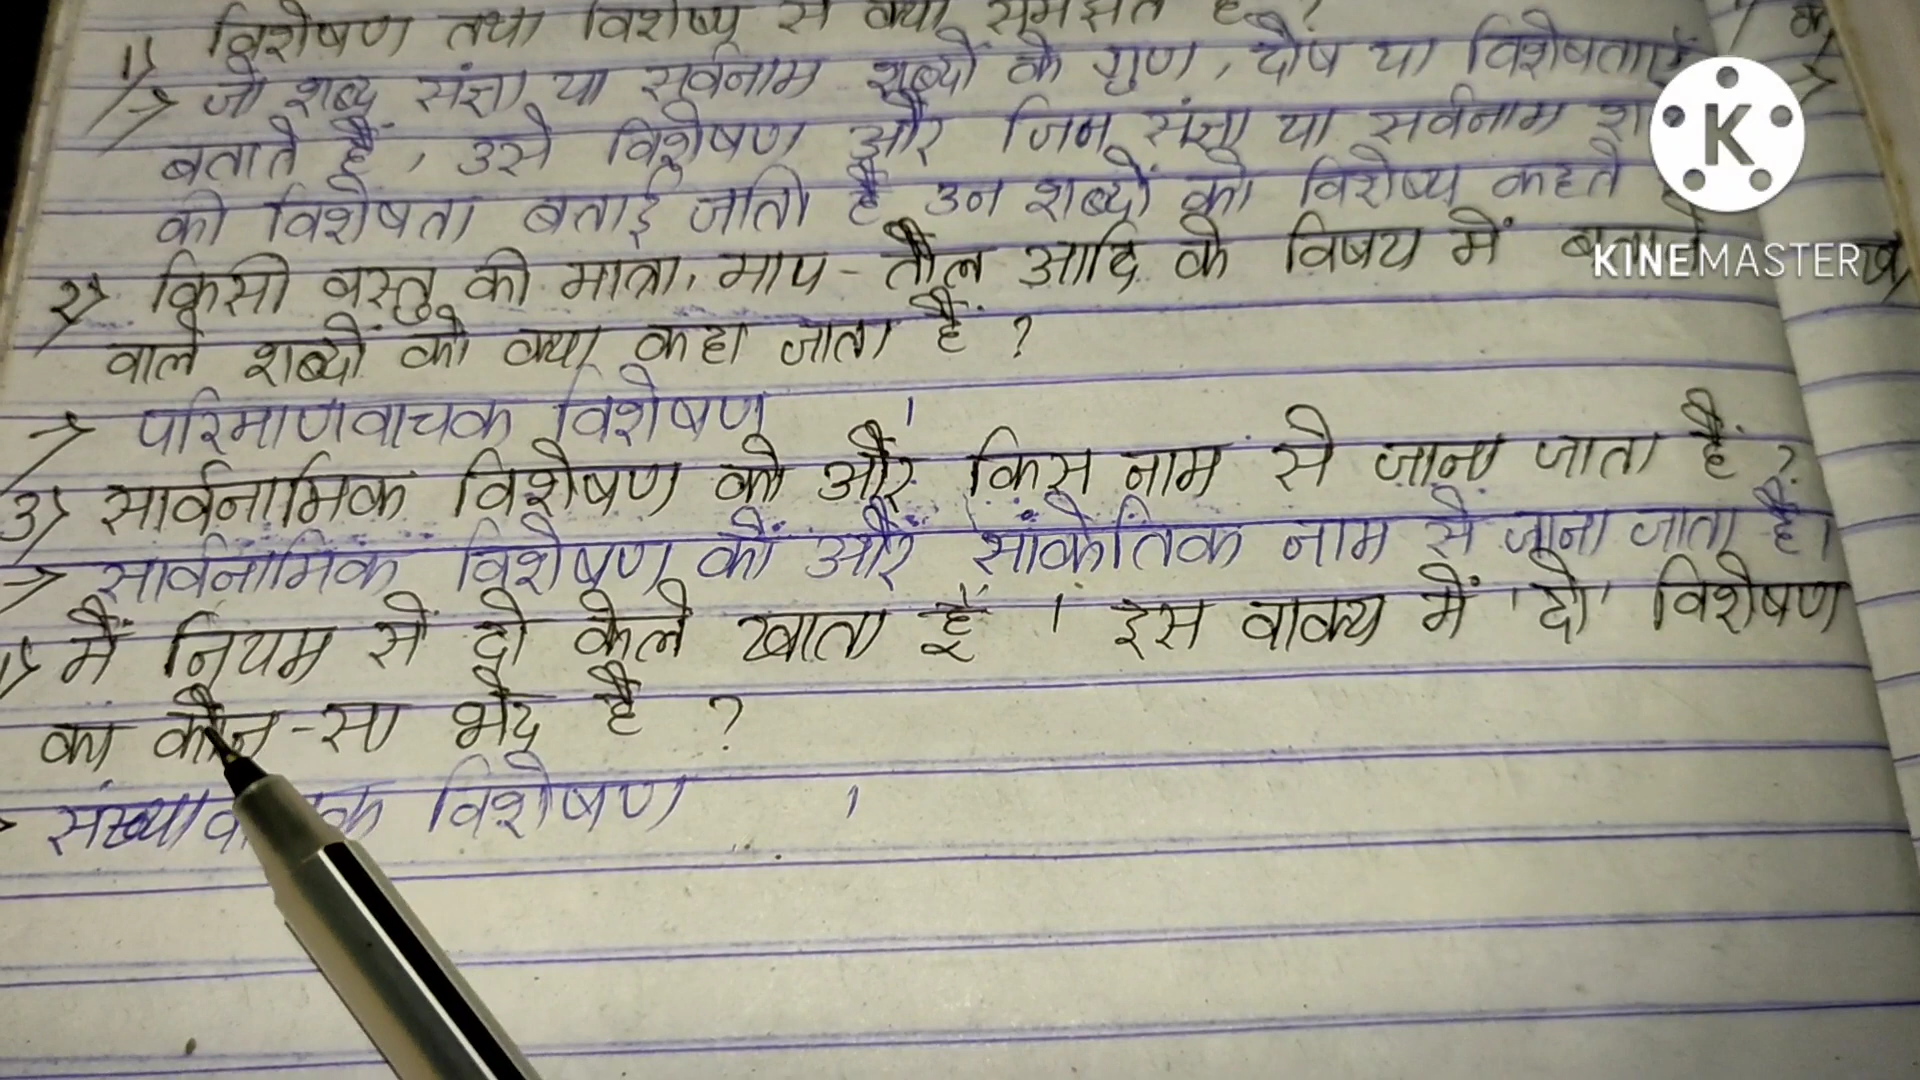 1) विशेषण तथा विशेष्य से क्या समझते है ?
→ जो शब्द संज्ञा या सर्वनाम शब्दों के गुण, दोष या विशेषताएँ
बताते हैं, उसे विशेषण और जिन संज्ञा या सर्वनाम
की विशेषता बताई जाती है उन शब्दों को विशेष्य कहते
२) किसी वस्तु की मात्रा, माप - तौल आदि के विषय में बताने
वाले शब्दों को क्या कहा जाता हैं ?
→ परिमाणवाचक विशेषण ।
3) सार्वनामिक विशेषण को और किस नाम से जाना जाता हैं ?
→ सार्वनामिक विशेषण को और सांकेतिक नाम से जाना जाता है।
मैं नियम से दो केले खाता हूँ । इस वाक्य में 'दो' विशेषण
का कौन-सा भेद है ?
विशेषण ।
K
KINEMASTER